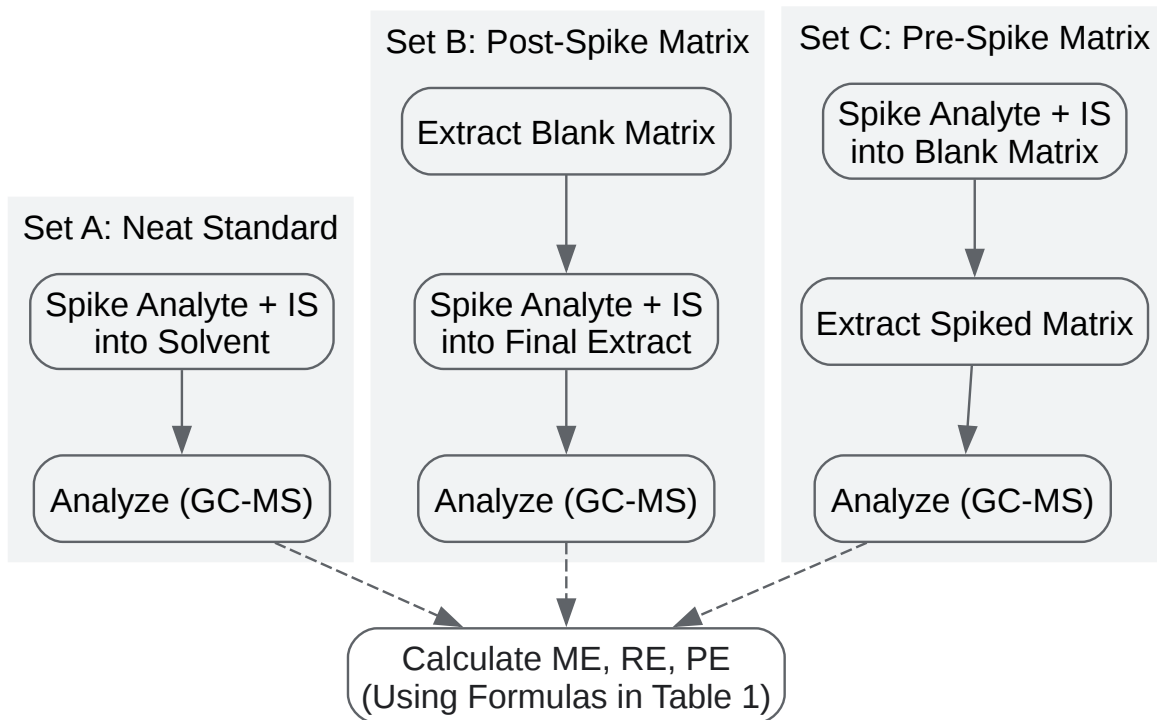 Set A: Neat Standard
Spike Analyte + IS
into Solvent
Analyze (GC-MS)
Set B: Post-Spike Matrix
Extract Blank Matrix
Spike Analyte + IS
into Final Extract
Analyze (GC-MS)
Set C: Pre-Spike Matrix
Spike Analyte + IS
into Blank Matrix
Extract Spiked Matrix
Analyze (GC-MS)
Calculate ME, RE, PE
(Using Formulas in Table 1)